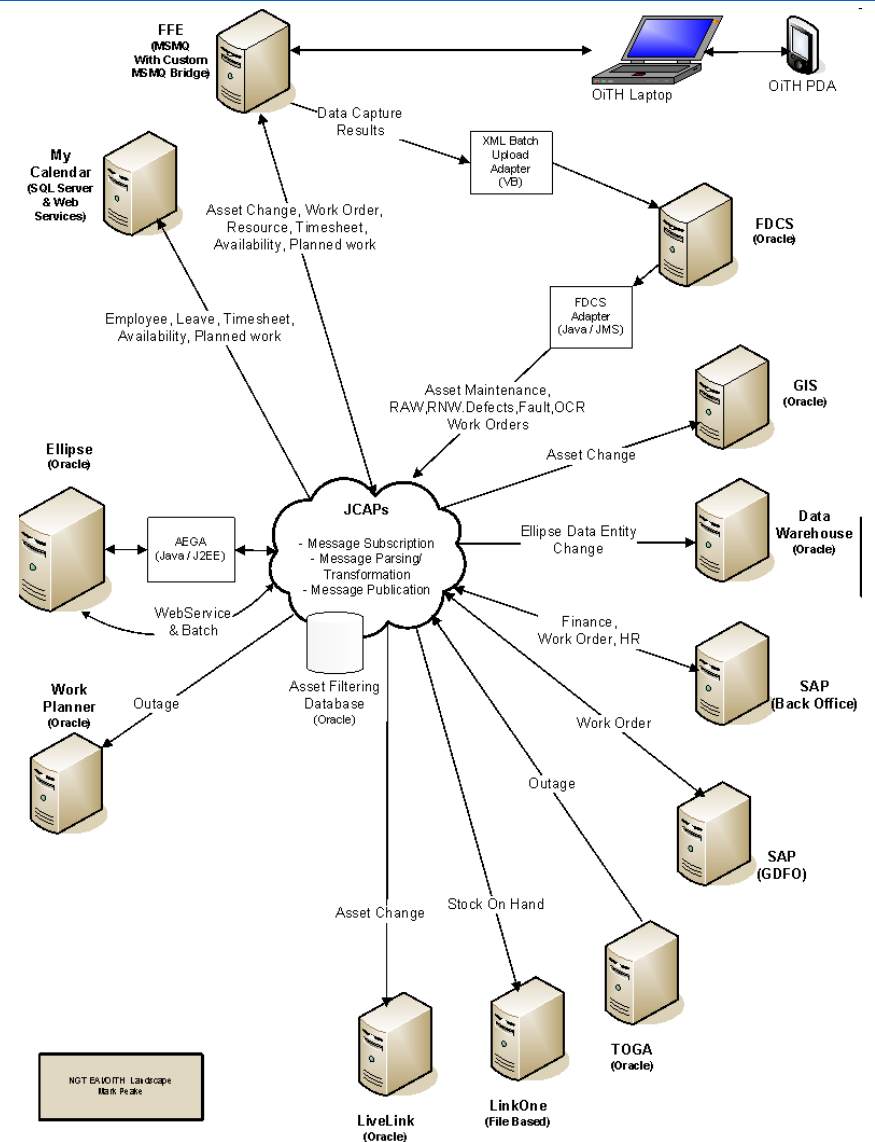 FFE
(MSMQ
With Custom
MSMQ Bridge)
OiTH Laptop
OiTH PDA
Data Capture
Results
XML Batch
Upload
Adapter
(VB)
My
Calendar
(SQL Server
& Web
Services)
Asset Change, Work Order,
Resource, Timesheet,
Availability, Planned work
FDCS
(Oracle)
FDCS
Adapter
(Java / JMS)
Employee, Leave, Timesheet,
Availability, Planned work
Asset Maintenance,
RAW,RNW.Defects,Fault,OCR
Work Orders
GIS
(Oracle)
Asset Change
Ellipse
(Oracle)
AEGA
(Java / J2EE)
JCAPs
- Message Subscription
- Message Parsing/
Transformation
- Message Publication
Ellipse Data Entity
Change
Data
Warehouse
(Oracle)
WebService
& Batch
Finance,
Work Order, HR
SAP
(Back Office)
Work
Planner
(Oracle)
Outage
Asset Filtering
Database
(Oracle)
Work Order
Outage
SAP
(GDFO)
Asset Change
Stock On Hand
TOGA
(Oracle)
NGT EAI/OITH Landscape
Mark Peake
LinkOne
(File Based)
LiveLink
(Oracle)